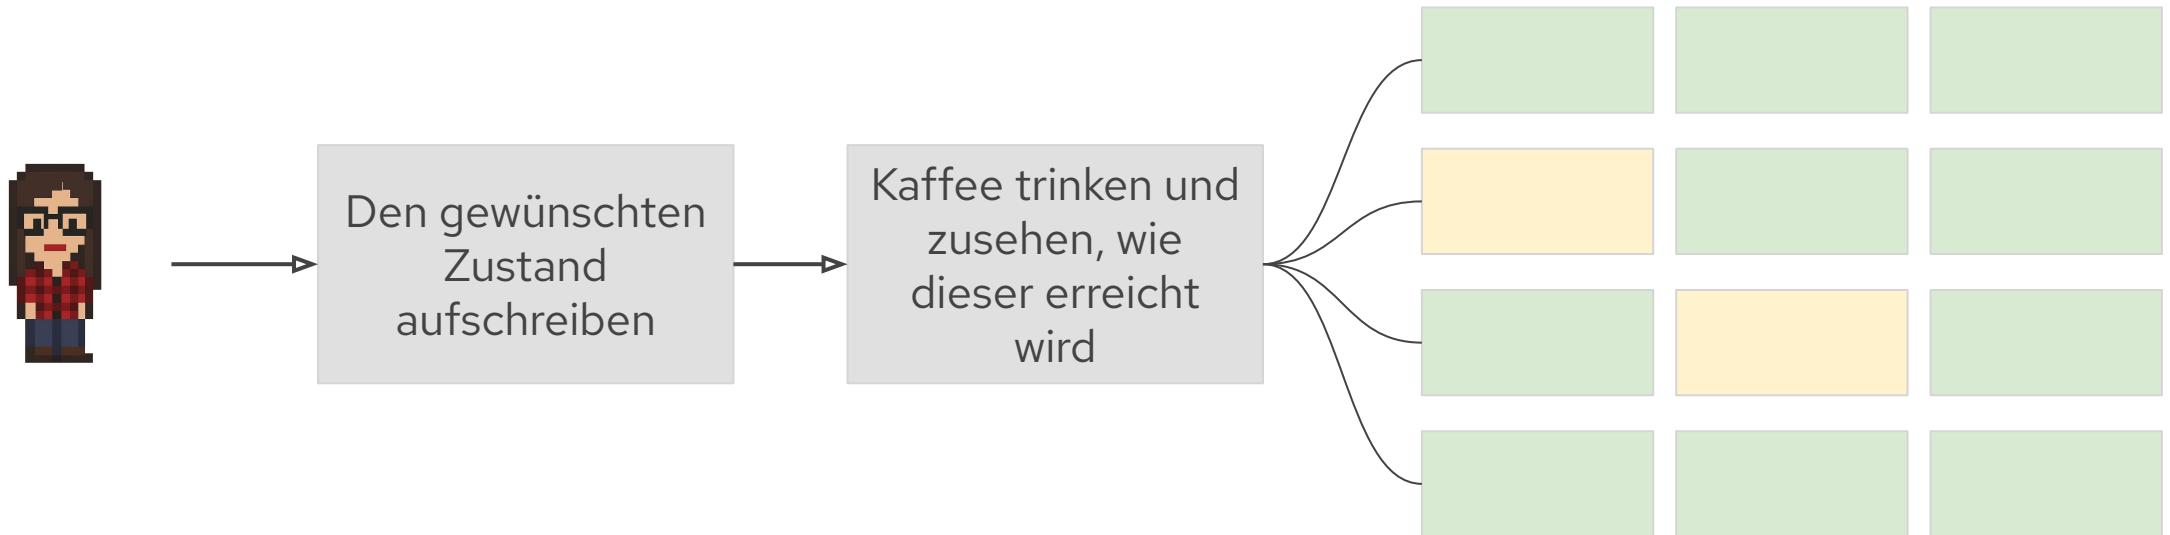 Den gewünschten
Zustand
aufschreiben
Kaffee trinken und
zusehen, wie
dieser erreicht
wird